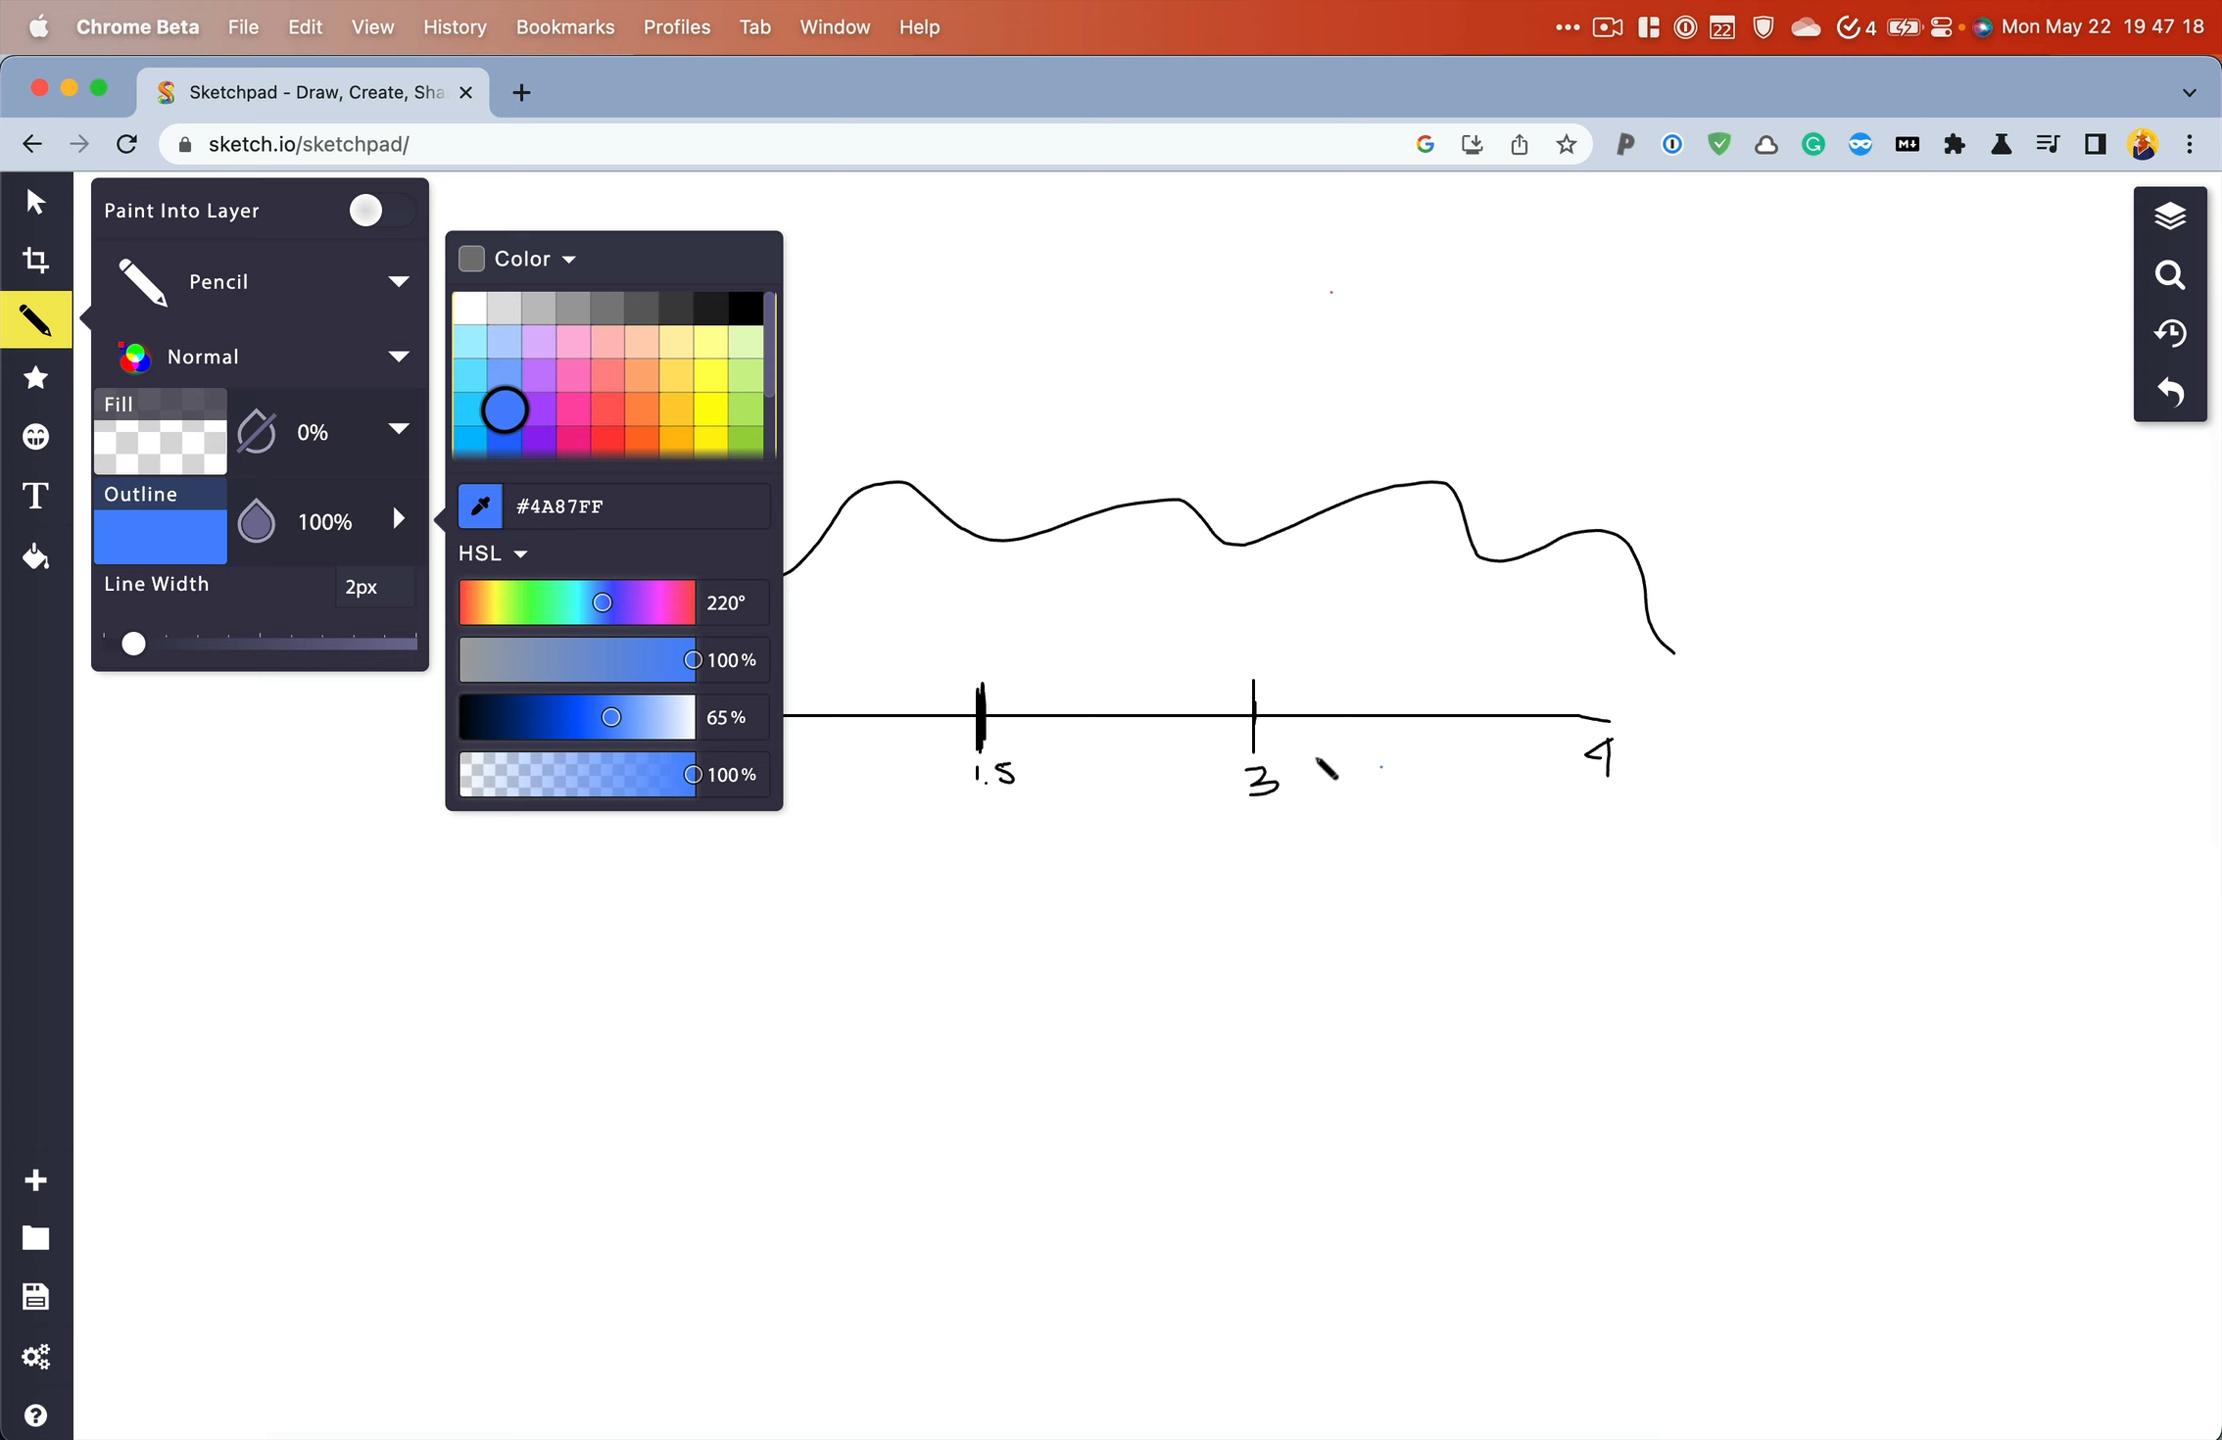 Chrome Beta File Edit View History Bookmarks Profiles Tab Window Help 22 4 Mon May 22 19 47 18
Sketchpad - Draw, Create, Sha
sketch.io/sketchpad/
Paint Into Layer
Pencil
Normal
Fill
0%
Outline
100%
Line Width
2px
Color
#4A87FF
HSL
220°
100%
65%
100%
1.5
3
4